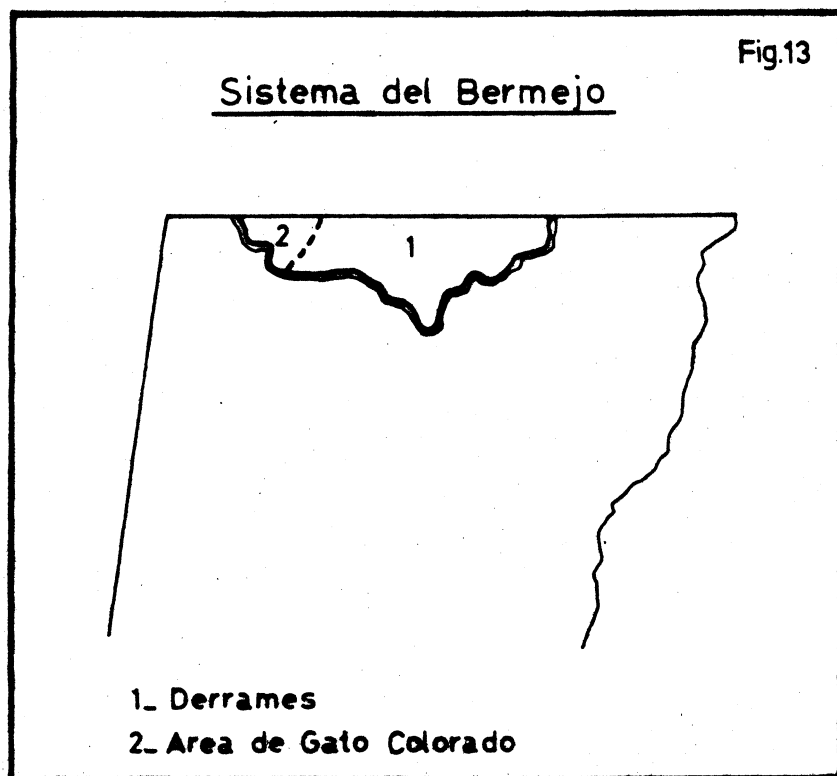 Fig.13
Sistema del Bermejo
2
1
1_ Derrames
2_ Area de Gato Colorado